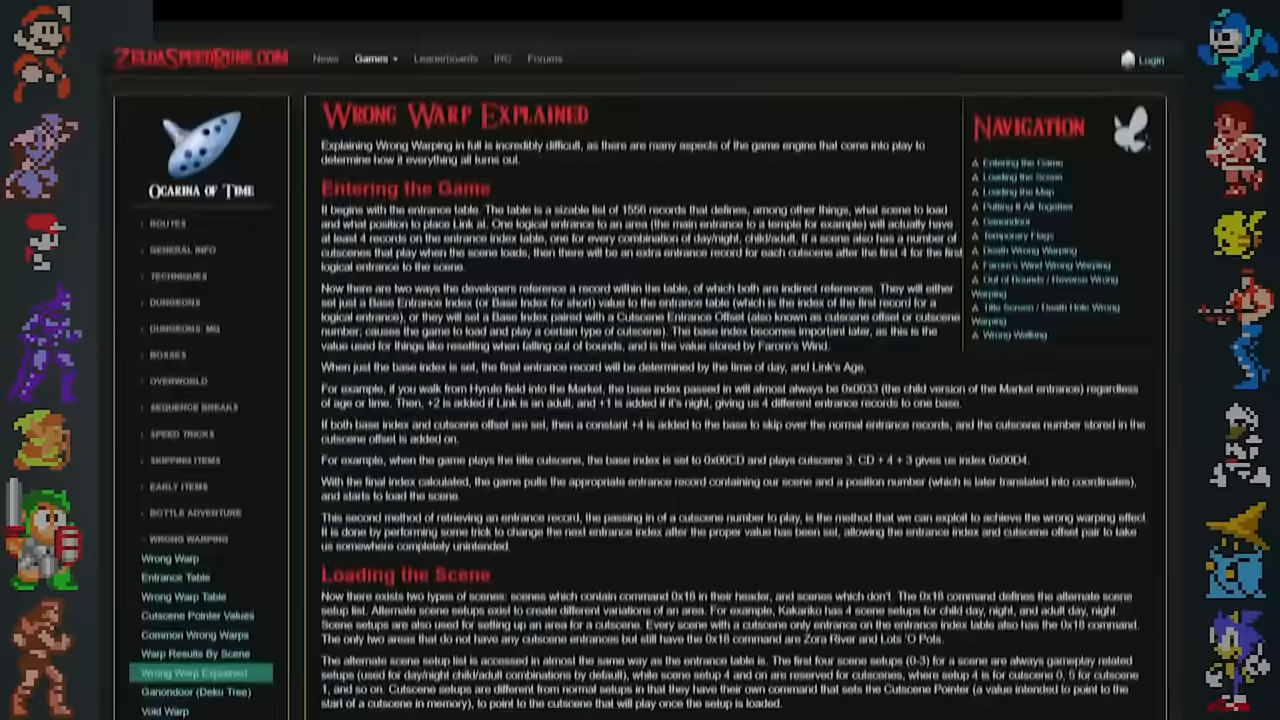 ZELDASPEEDRUNS.COM
News Games Leaderboards IRC Forums
Login
OCARINA OF TIME
ROUTES
GENERAL INFO
TECHNIQUES
DUNGEONS
DUNGEONS: MQ
BOSSES
OVERWORLD
SEQUENCE BREAKS
SPEED TRICKS
SKIPPING ITEMS
EARLY ITEMS
BOTTLE ADVENTURE
WRONG WARPING
Wrong Warp
Entrance Table
Wrong Warp Table
Cutscene Pointer Values
Common Wrong Warps
Warp Results By Scene
Wrong Warp Explained
Ganondoor (Deku Tree)
Void Warp
WRONG WARP EXPLAINED
Explaining Wrong Warping in full is incredibly difficult, as there are many aspects of the game engine that come into play to
determine how it everything all turns out.
Entering the Game
It begins with the entrance table. The table is a sizable list of 1556 records that defines, among other things, what scene to load
and what position to place Link at. One logical entrance to an area (the main entrance to a temple for example) will actually have
at least 4 records on the entrance index table, one for every combination of day/night, child/adult. If a scene also has a number of
cutscenes that play when the scene loads, then there will be an extra entrance record for each cutscene after the first 4 for the first
logical entrance to the scene.
Now there are two ways the developers reference a record within the table, of which both are indirect references. They will either
set just a Base Entrance Index (or Base Index for short) value to the entrance table (which is the index of the first record for a
logical entrance), or they will set a Base Index paired with a Cutscene Entrance Offset (also known as cutscene offset or cutscene
number; causes the game to load and play a certain type of cutscene). The base index becomes important later, as this is the
value used for things like resetting when falling out of bounds, and is the value stored by Farore's Wind.
When just the base index is set, the final entrance record will be determined by the time of day, and Link's Age.
For example, if you walk from Hyrule field into the Market, the base index passed in will almost always be 0x0033 (the child version of the Market entrance) regardless
of age or time. Then, +2 is added if Link is an adult, and +1 is added if it's night, giving us 4 different entrance records to one base.
If both base index and cutscene offset are set, then a constant +4 is added to the base to skip over the normal entrance records, and the cutscene number stored in the
cutscene offset is added on.
For example, when the game plays the title cutscene, the base index is set to 0x00CD and plays cutscene 3. CD + 4 + 3 gives us index 0x00D4.
With the final index calculated, the game pulls the appropriate entrance record containing our scene and a position number (which is later translated into coordinates),
and starts to load the scene.
This second method of retrieving an entrance record, the passing in of a cutscene number to play, is the method that we can exploit to achieve the wrong warping effect.
It is done by performing some trick to change the next entrance index after the proper value has been set, allowing the entrance index and cutscene offset pair to take
us somewhere completely unintended.
Loading the Scene
Now there exists two types of scenes: scenes which contain command 0x18 in their header, and scenes which don't. The 0x18 command defines the alternate scene
setup list. Alternate scene setups exist to create different variations of an area. For example, Kakariko has 4 scene setups for child day, night, and adult day, night.
Scene setups are also used for setting up an area for a cutscene. Every scene with a cutscene only entrance on the entrance index table also has the 0x18 command.
The only two areas that do not have any cutscene entrances but still have the 0x18 command are Zora River and Lots 'O Pots.
The alternate scene setup list is accessed in almost the same way as the entrance table is. The first four scene setups (0-3) for a scene are always gameplay related
setups (used for day/night child/adult combinations by default), while scene setup 4 and on are reserved for cutscenes, where setup 4 is for cutscene 0, 5 for cutscene
1, and so on. Cutscene setups are different from normal setups in that they have their own command that sets the Cutscene Pointer (a value intended to point to the
start of a cutscene in memory), to point to the cutscene that will play once the setup is loaded.
NAVIGATION
Entering the Game
Loading the Scene
Loading the Map
Putting It All Together
Ganondoor
Temporary Flags
Death Wrong Warping
Farore's Wind Wrong Warping
Out of Bounds / Reverse Wrong
Warping
Title Screen / Death Hole Wrong
Warping
Wrong Walking